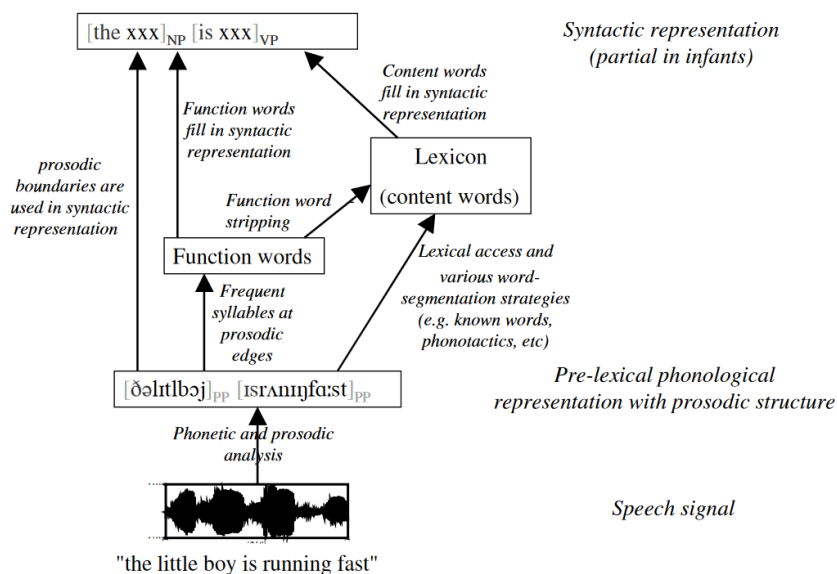 [the xxx]NP [is xxx]VP
Syntactic representation
(partial in infants)
Content words
fill in syntactic
representation
Function words
fill in syntactic
representation
prosodic
boundaries are
used in syntactic
representation
Lexicon
(content words)
Function word
stripping
Function words
Lexical access and
various word-
segmentation strategies
(e.g. known words,
phonotactics, etc)
Frequent
syllables at
prosodic
edges
[ðəlɪtlbɔj]PP [ɪsrʌnɪŋfɑːst]PP
Pre-lexical phonological
representation with prosodic structure
Phonetic and prosodic
analysis
Speech signal
"the little boy is running fast"